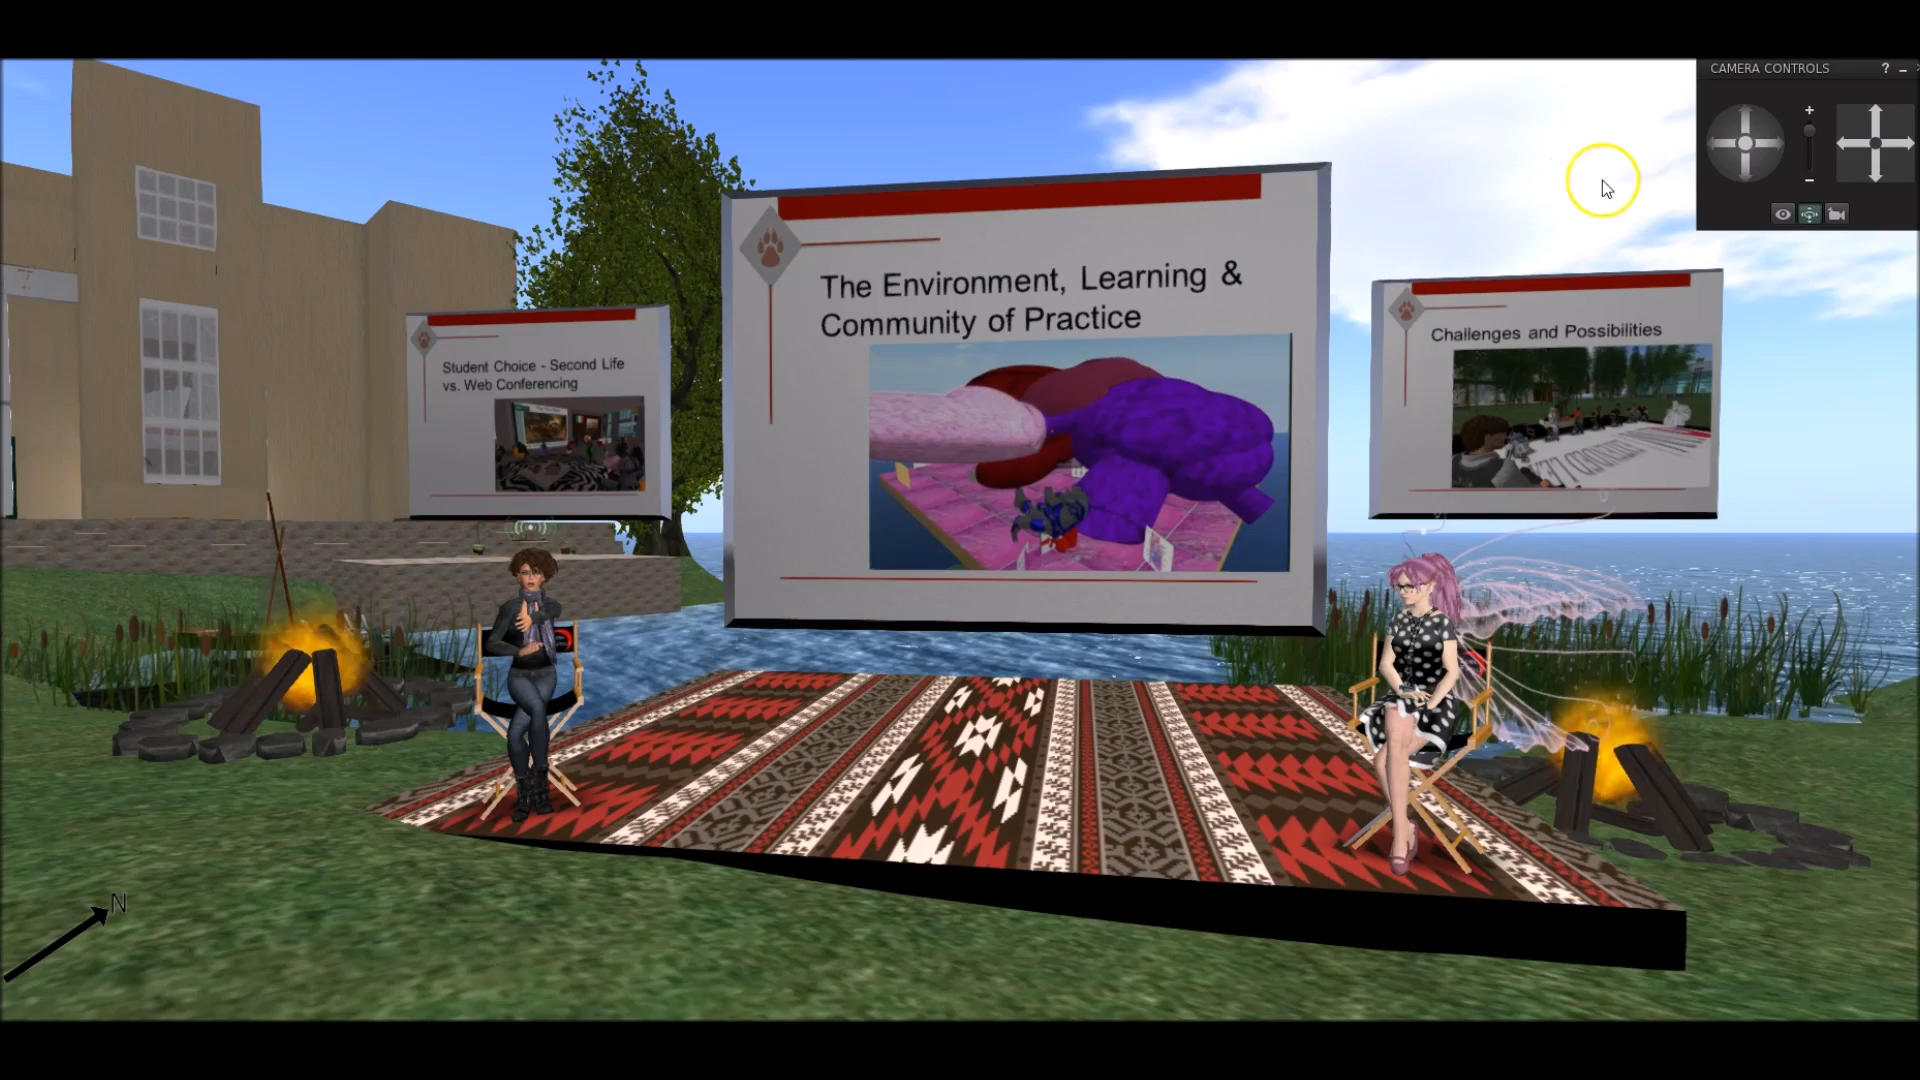 CAMERA CONTROLS ? –
The Environment, Learning &
Community of Practice
Student Choice - Second Life
vs. Web Conferencing
Challenges and Possibilities
N